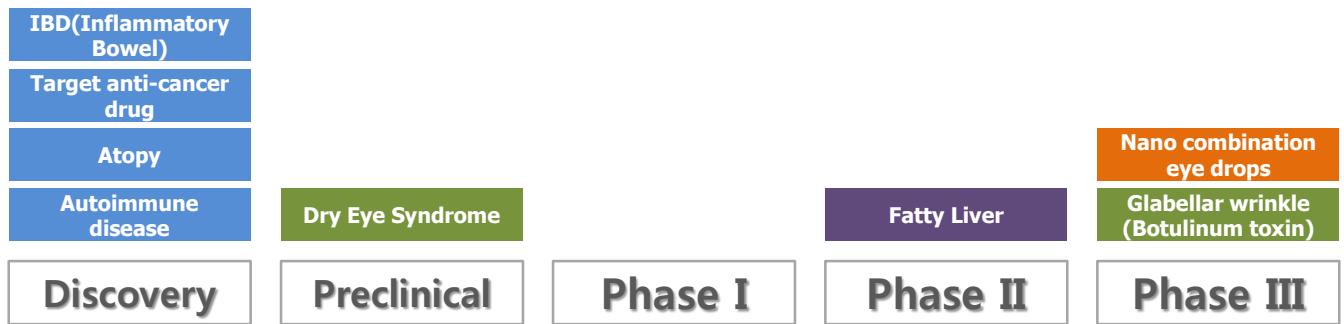 IBD(Inflammatory
Bowel)
Target anti-cancer
drug
Atopy
Nano combination
eye drops
Autoimmune
disease
Dry Eye Syndrome
Fatty Liver
Glabellar wrinkle
(Botulinum toxin)
Discovery
Preclinical
Phase Ⅰ
Phase Ⅱ
Phase Ⅲ